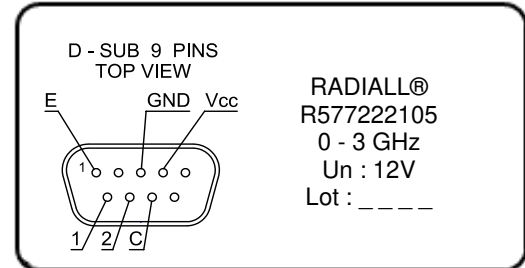 D - SUB 9 PINS
TOP VIEW
E GND Vcc
1
1 2 C
RADIALL®
R577222105
0 - 3 GHz
Un : 12V
Lot : _ _ _ _